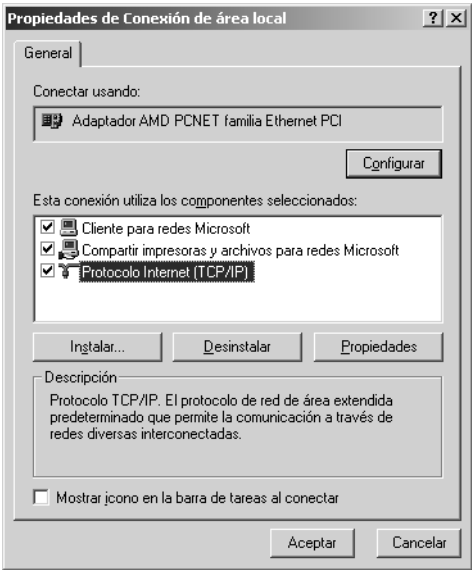 Propiedades de Conexión de área local
General
Conectar usando:
Adaptador AMD PCNET familia Ethernet PCI
Configurar
Esta conexión utiliza los componentes seleccionados:
Cliente para redes Microsoft
Compartir impresoras y archivos para redes Microsoft
Protocolo Internet (TCP/IP)
Instalar... Desinstalar Propiedades
Descripción
Protocolo TCP/IP. El protocolo de red de área extendida
predeterminado que permite la comunicación a través de
redes diversas interconectadas.
Mostrar icono en la barra de tareas al conectar
Aceptar Cancelar